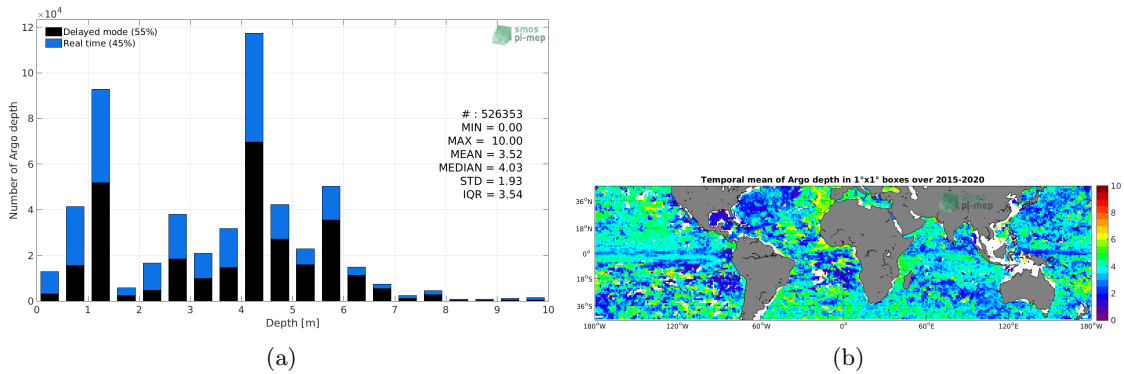 ×10⁴
12
10
8
6
4
2
0
Number of Argo depth
Delayed mode (55%)
Real time (45%)
smos
pi-mep
# : 526353
MIN = 0.00
MAX = 10.00
MEAN = 3.52
MEDIAN = 4.03
STD = 1.93
IQR = 3.54
0 1 2 3 4 5 6 7 8 9 10
Depth [m]
(a)
Temporal mean of Argo depth in 1°x1° boxes over 2015-2020
smos
pi-mep
36°N
18°N
0°
18°S
36°S
180°W 120°W 60°W 0° 60°E 120°E 180°W
10
8
6
4
2
0
(b)